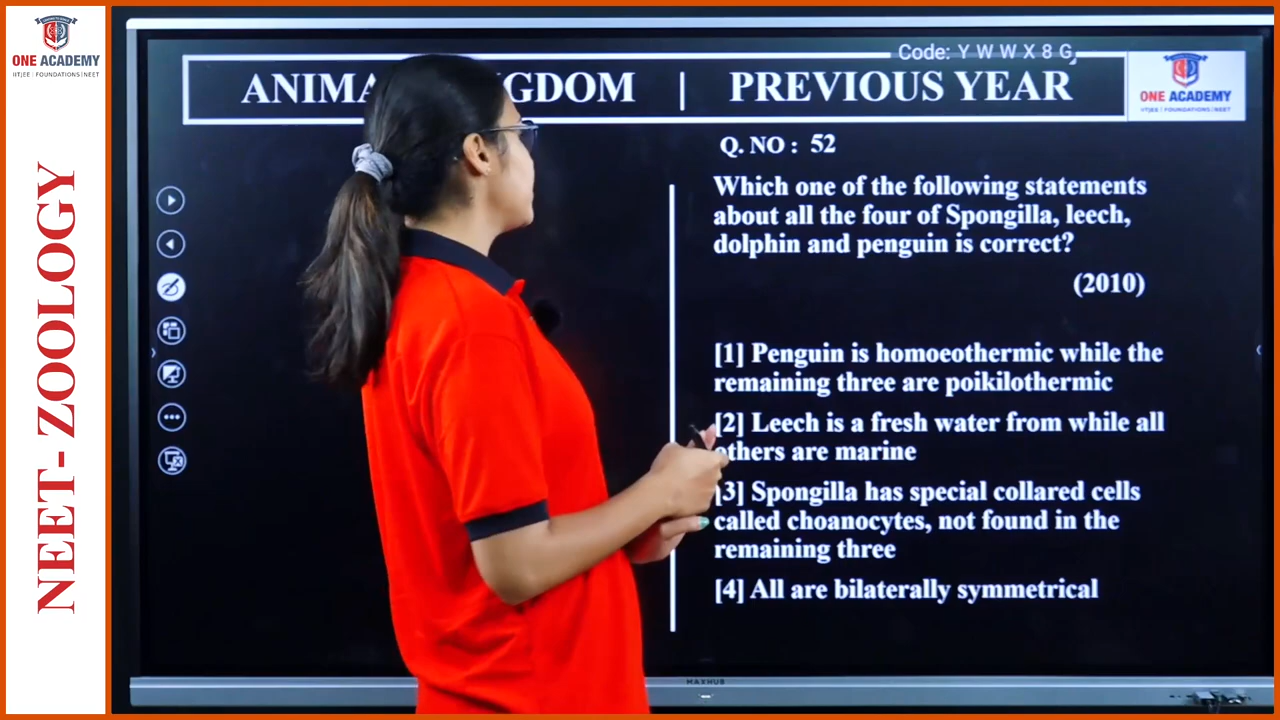 ONE ACADEMY
IIT|JEE | FOUNDATIONS | NEET
NEET- ZOOLOGY
Code: Y W W X 8 G
GDOM | PREVIOUS YEAR
ONE ACADEMY
IIT|JEE | FOUNDATIONS | NEET
Q. NO : 52
Which one of the following statements
about all the four of Spongilla, leech,
dolphin and penguin is correct?
(2010)
[1] Penguin is homoeothermic while the
remaining three are poikilothermic
[2] Leech is a fresh water from while all
others are marine
[3] Spongilla has special collared cells
called choanocytes, not found in the
remaining three
[4] All are bilaterally symmetrical
MAXHUB